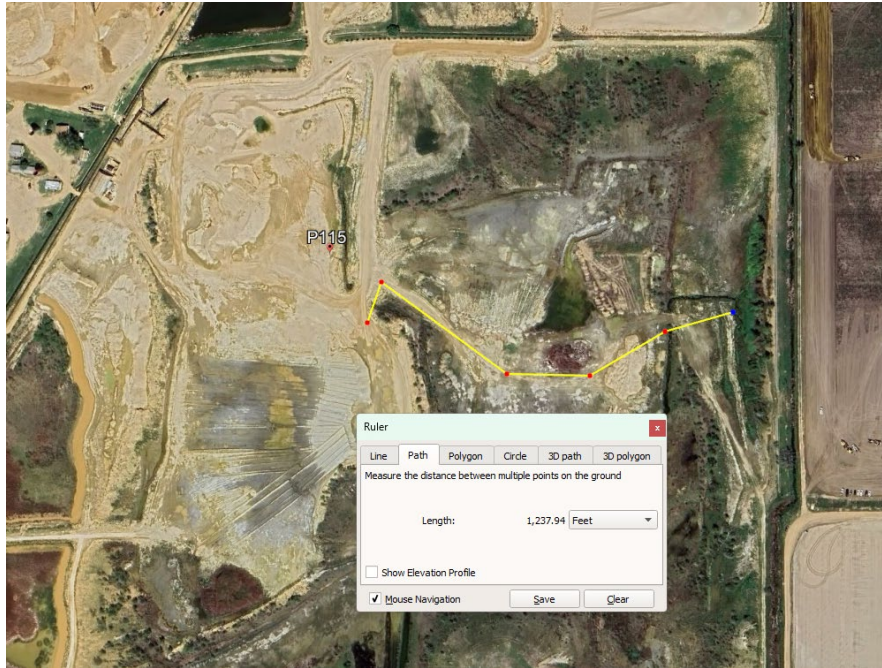 P115
Ruler
x
Line Path Polygon Circle 3D path 3D polygon
Measure the distance between multiple points on the ground
Length: 1,237.94 Feet
Show Elevation Profile
Mouse Navigation Save Clear